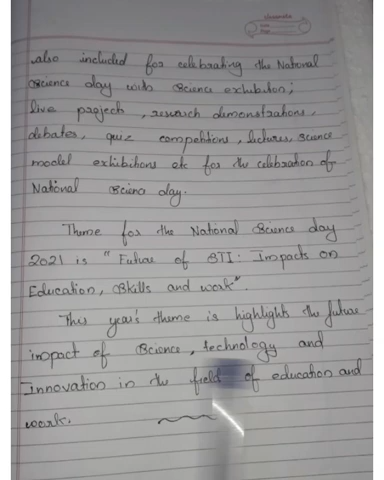 also included for celebrating the National
Science day with Science exhibition,
live projects, research demonstrations,
debates, quiz competitions, lectures, science
model exhibitions etc for the celebration of
National Science day.
Theme for the National Science day
2021 is "Future of STI: Impacts on
Education, Skills and work".
This year's theme is highlights the future
impact of Science, technology and
Innovation in the field of education and
work.